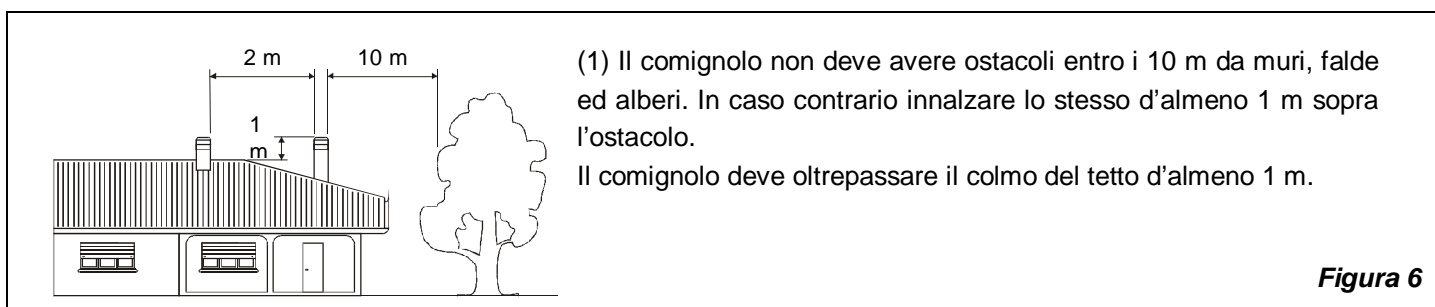 2 m
10 m
1
m
(1) Il comignolo non deve avere ostacoli entro i 10 m da muri, falde
ed alberi. In caso contrario innalzare lo stesso d’almeno 1 m sopra
l’ostacolo.
Il comignolo deve oltrepassare il colmo del tetto d’almeno 1 m.
Figura 6